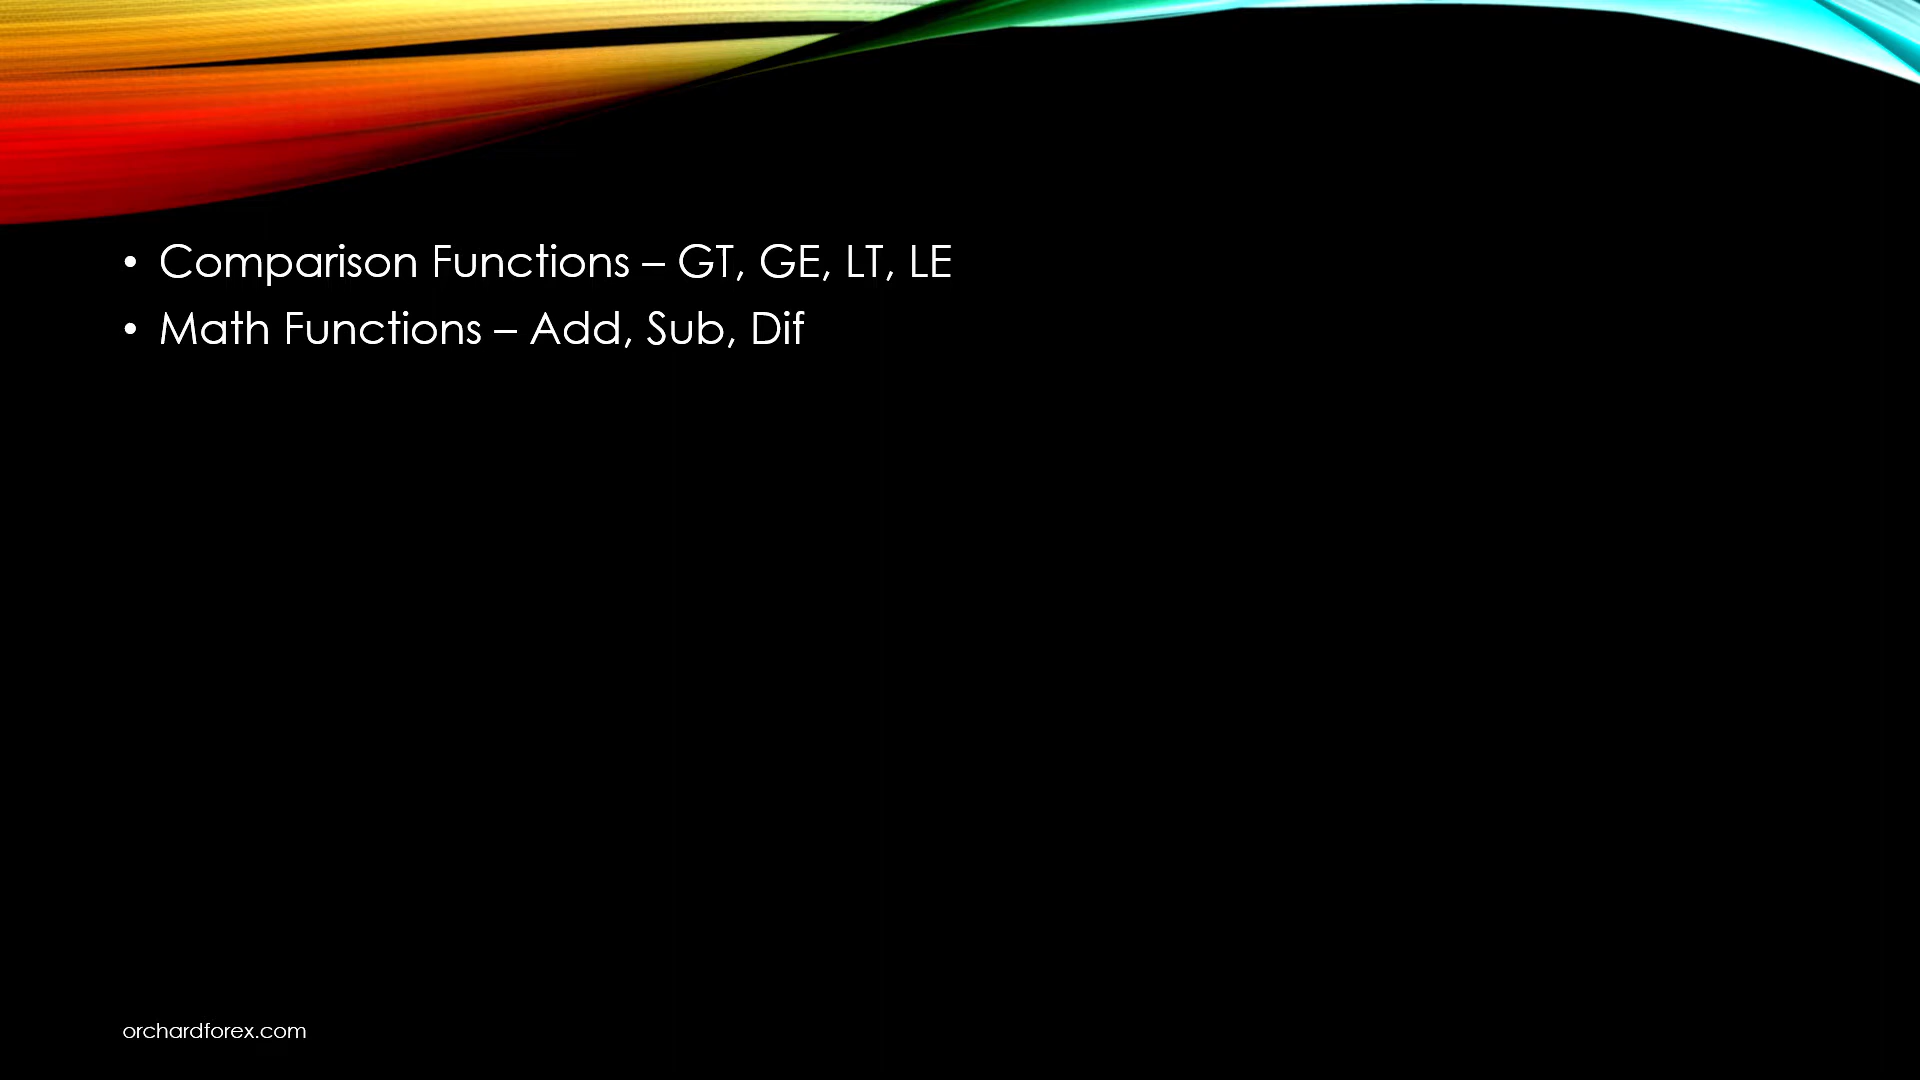 • Comparison Functions – GT, GE, LT, LE
• Math Functions – Add, Sub, Dif
orchardforex.com